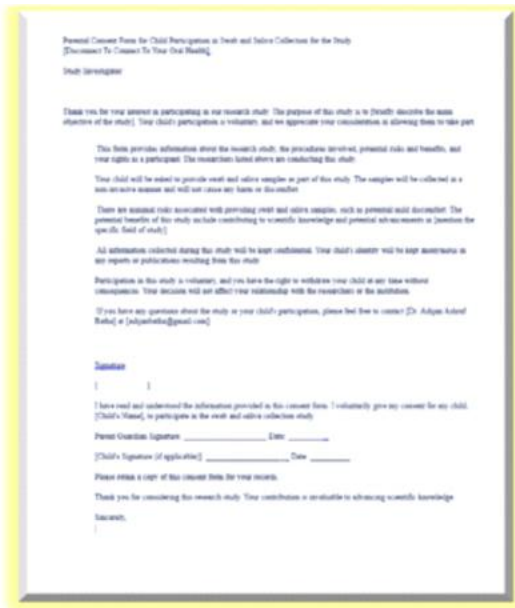 Parental Consent Form for Child Participation in Swab and Saliva Collection for the Study
[Disconnect To Connect To Your Oral Health],
Study Investigator
Thank you for your interest in participating in our research study. The purpose of this study is to [briefly describe the main
objective of the study]. Your child's participation is voluntary, and we appreciate your consideration in allowing them to take part
This form provides information about the research study, the procedures involved, potential risks and benefits, and
your rights as a participant. The researchers listed above are conducting this study
Your child will be asked to provide swab and saliva samples as part of this study. The samples will be collected in a
non-invasive manner and will not cause any harm or discomfort
There are minimal risks associated with providing swab and saliva samples, such as potential mild discomfort. The
potential benefits of this study include contributing to scientific knowledge and potential advancements in [mention the
specific field of study]
All information collected during this study will be kept confidential. Your child's identity will be kept anonymous in
any reports or publications resulting from this study
Participation in this study is voluntary, and you have the right to withdraw your child at any time without
consequences. Your decision will not affect your relationship with the researchers or the institution.
If you have any questions about the study or your child's participation, please feel free to contact [Dr.
Signature
[ ]
I have read and understood the information provided in this consent form. I voluntarily give my consent for my child,
[Child's Name], to participate in the swab and saliva collection study
Parent/Guardian Signature: ____________________ Date: __________
[Child's Signature (if applicable)] ____________________ Date: __________
Please retain a copy of this consent form for your records.
Thank you for considering this research study. Your contribution is invaluable to advancing scientific knowledge
Sincerely,